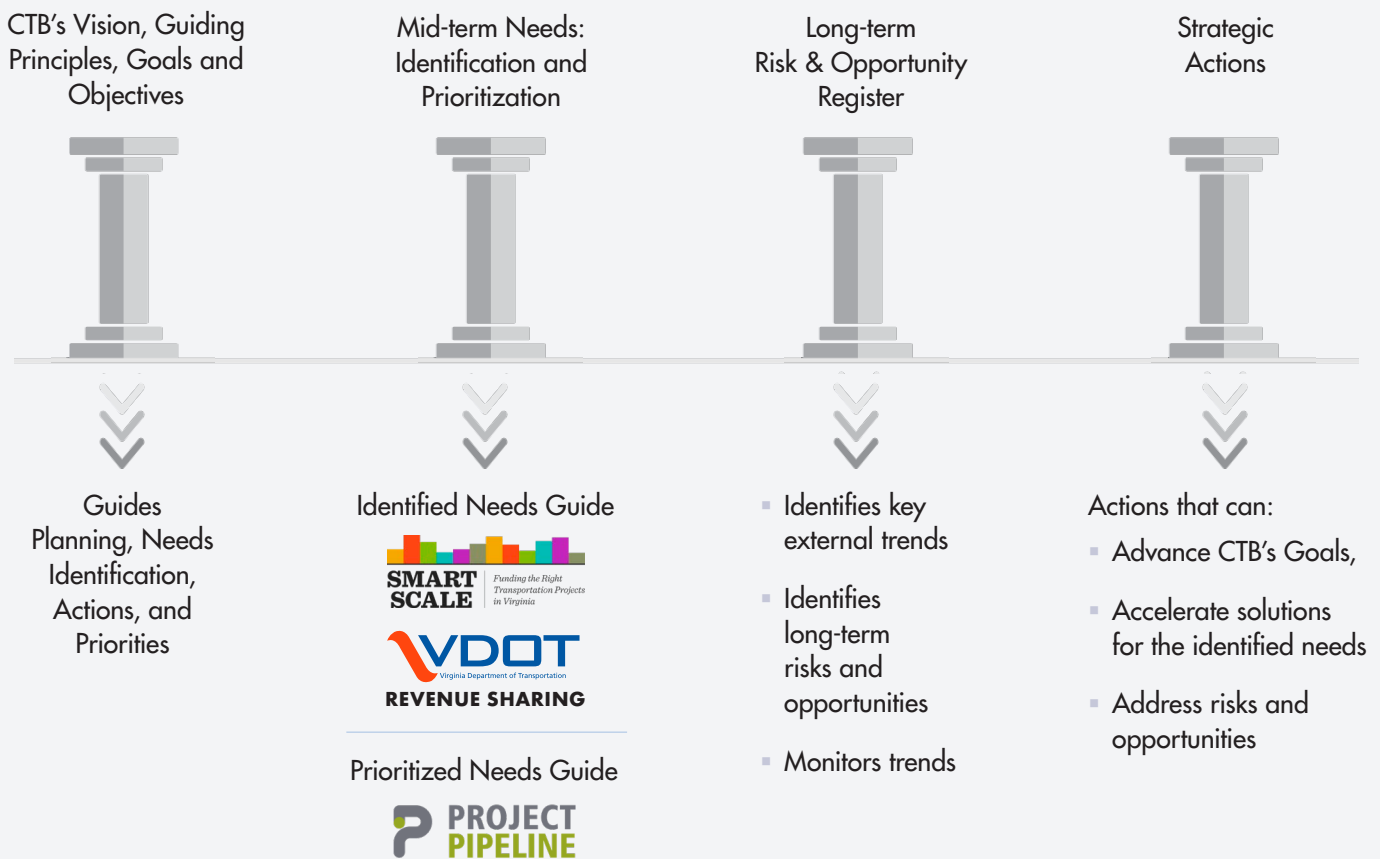 CTB's Vision, Guiding
Principles, Goals and
Objectives
Mid-term Needs:
Identification and
Prioritization
Long-term
Risk & Opportunity
Register
Strategic
Actions
Guides
Planning, Needs
Identification,
Actions, and
Priorities
Identified Needs Guide
SMART
SCALE
Funding the Right
Transportation Projects
in Virginia
VDOT
Virginia Department of Transportation
REVENUE SHARING
Prioritized Needs Guide
PROJECT
PIPELINE
Identifies key
external trends
Identifies
long-term
risks and
opportunities
Monitors trends
Actions that can:
Advance CTB's Goals,
Accelerate solutions
for the identified needs
Address risks and
opportunities